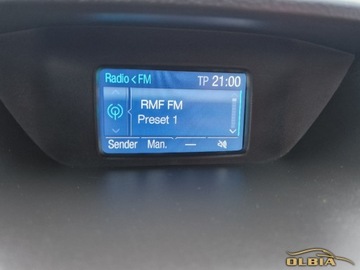 Radio < FM TP 21:00
RMF FM
Preset 1
Sender Man. — 
OLBIA